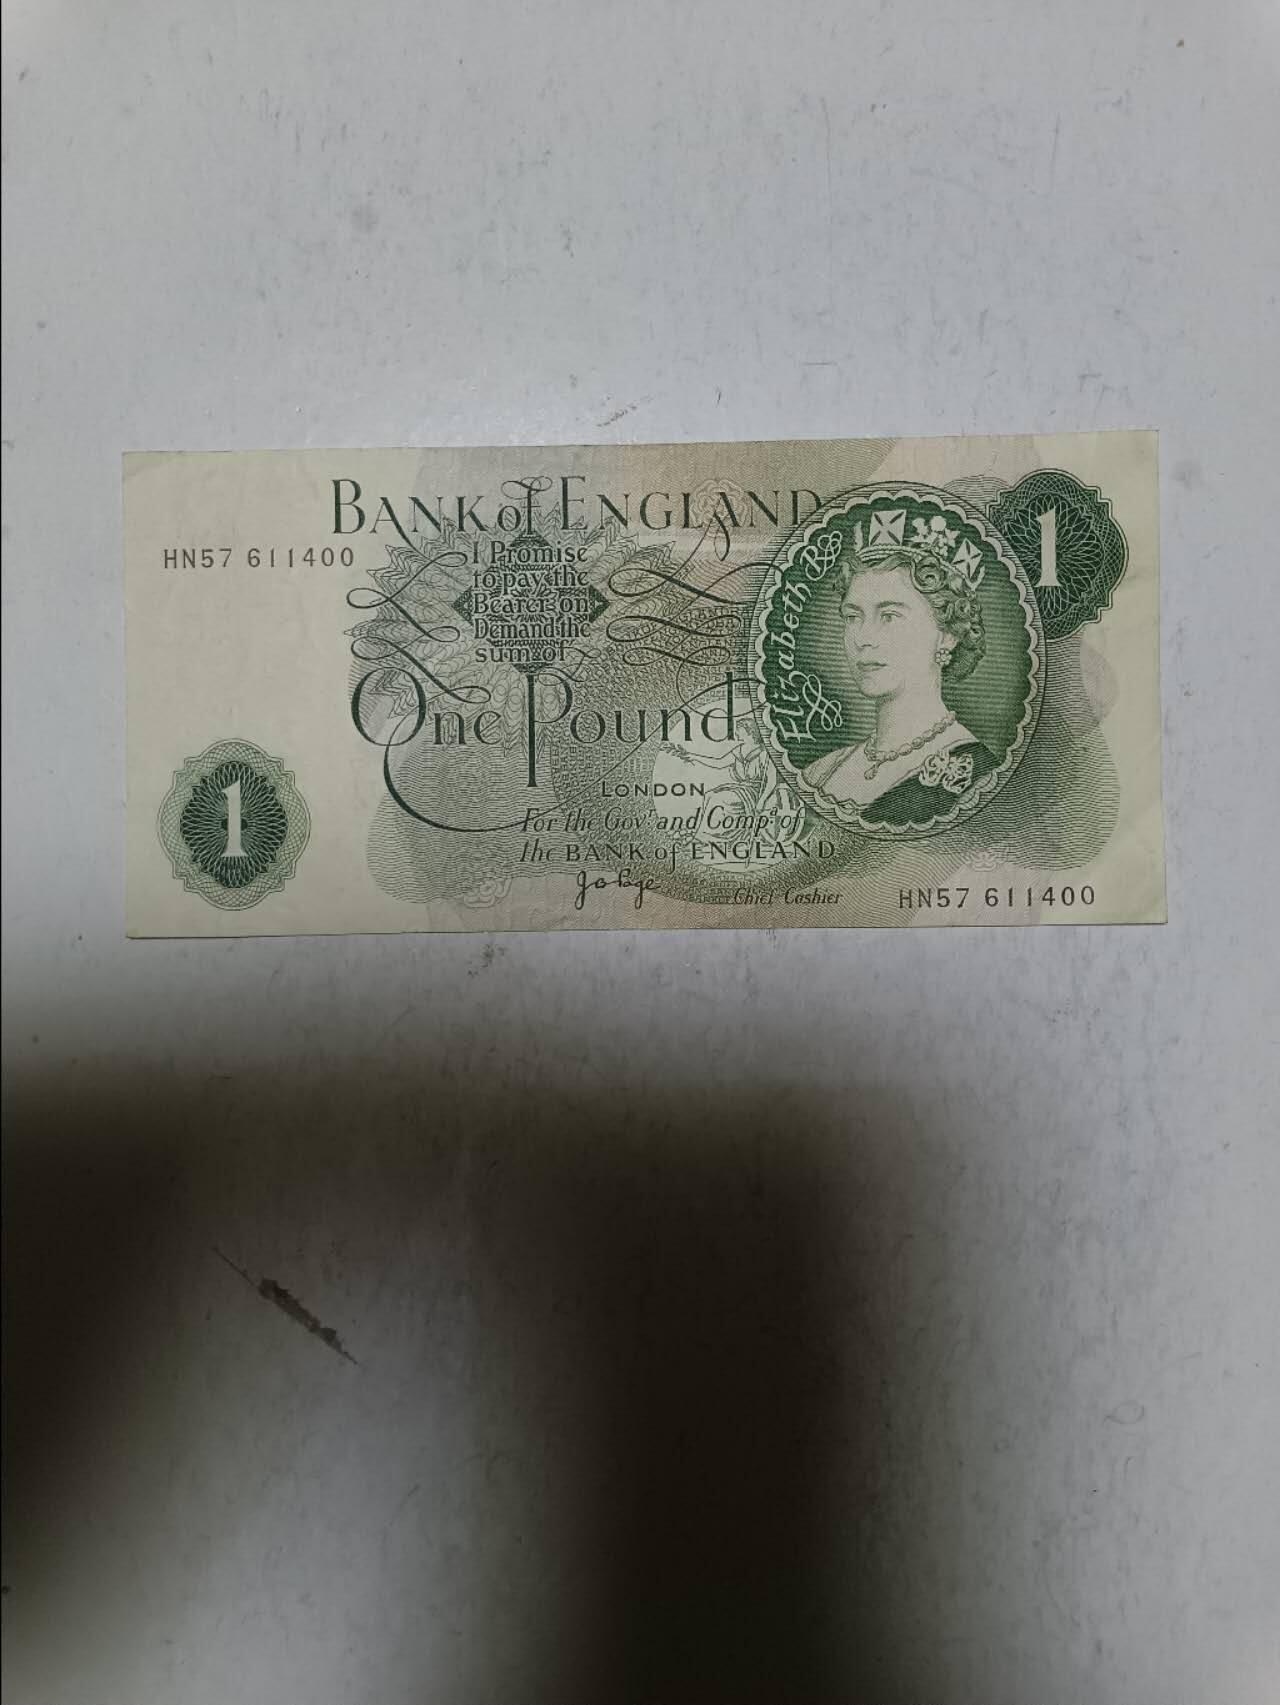 BANK of ENGLAND
HN57 611400
I Promise
to pay the
Bearer on
Demand the
sum of
One Pound
Elizabeth R
1
1
LONDON
For the Govr. and Compa. of
the BANK of ENGLAND
Chief Cashier
HN57 611400